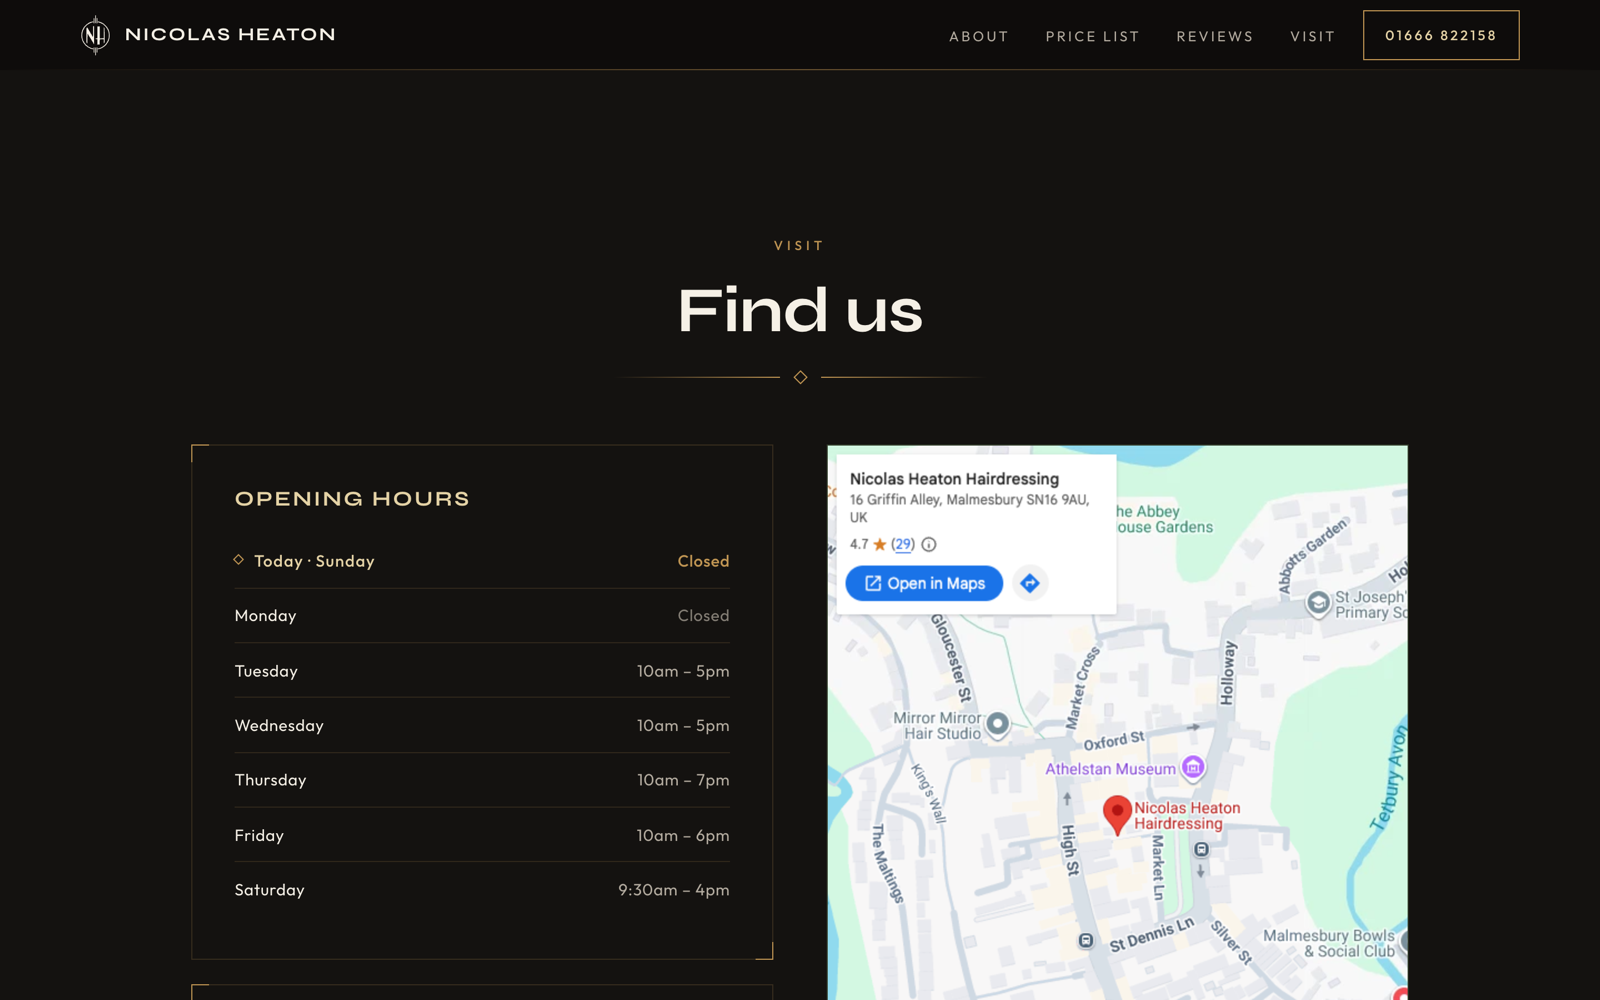 NICOLAS HEATON
ABOUT
PRICE LIST
REVIEWS
VISIT
01666 822158
VISIT
Find us
OPENING HOURS
Today · Sunday
Closed
Monday
Closed
Tuesday
10am – 5pm
Wednesday
10am – 5pm
Thursday
10am – 7pm
Friday
10am – 6pm
Saturday
9:30am – 4pm
Nicolas Heaton Hairdressing
16 Griffin Alley, Malmesbury SN16 9AU,
UK
4.7 ★ (29)
Open in Maps
he Abbey
ouse Gardens
Abbotts Garden
St Joseph'
Primary Sc
Gloucester St
Market Cross
Holloway
Mirror Mirror
Hair Studio
Oxford St
Athelstan Museum
King's Wall
Nicolas Heaton
Hairdressing
Tetbury Avon
The Maltings
High St
Market Ln
St Dennis Ln
Silver St
Malmesbury Bowls
& Social Club